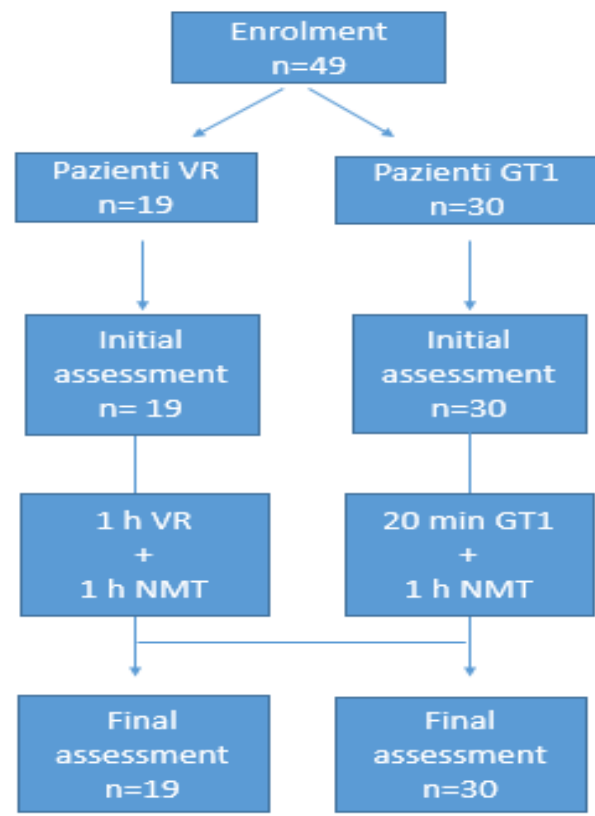 Enrolment
n=49
Pazienti VR
n=19
Pazienti GT1
n=30
Initial
assessment
n= 19
Initial
assessment
n=30
1 h VR
+
1 h NMT
20 min GT1
+
1 h NMT
Final
assessment
n=19
Final
assessment
n=30